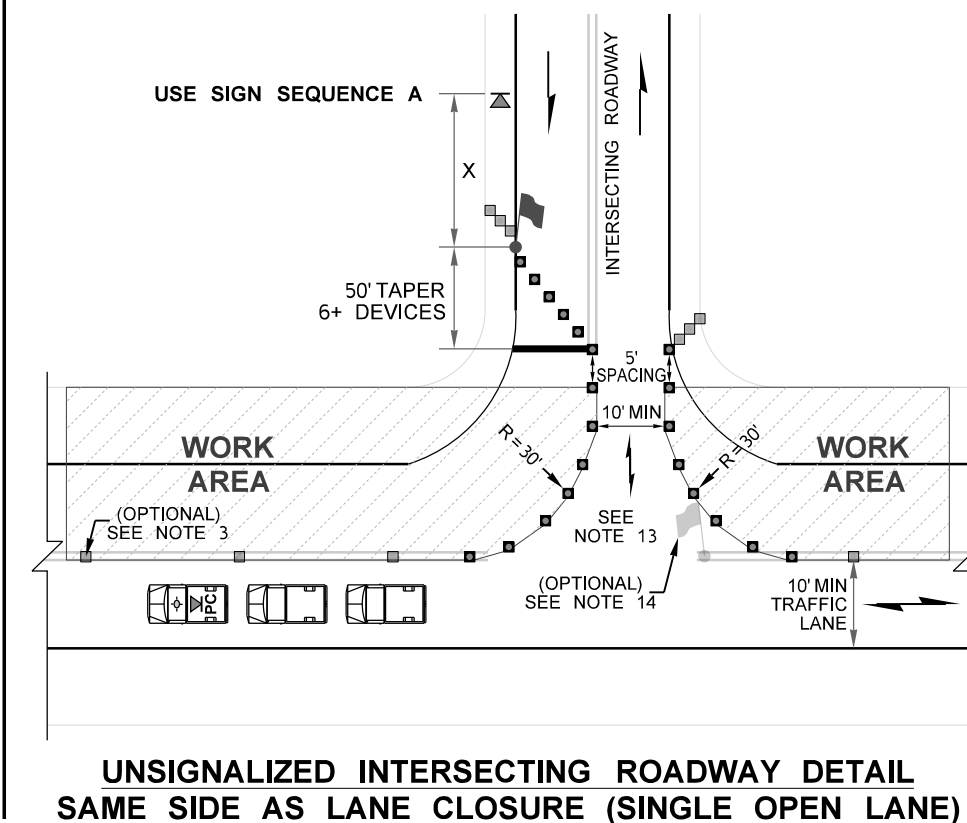 USE SIGN SEQUENCE A
X
INTERSECTING ROADWAY
50' TAPER
6+ DEVICES
5'
SPACING
10' MIN
R = 30'
R = 30'
WORK
AREA
WORK
AREA
(OPTIONAL)
SEE NOTE 3
SEE
NOTE 13
(OPTIONAL)
SEE NOTE 14
10' MIN
TRAFFIC
LANE
PC
UNSIGNALIZED INTERSECTING ROADWAY DETAIL
SAME SIDE AS LANE CLOSURE (SINGLE OPEN LANE)